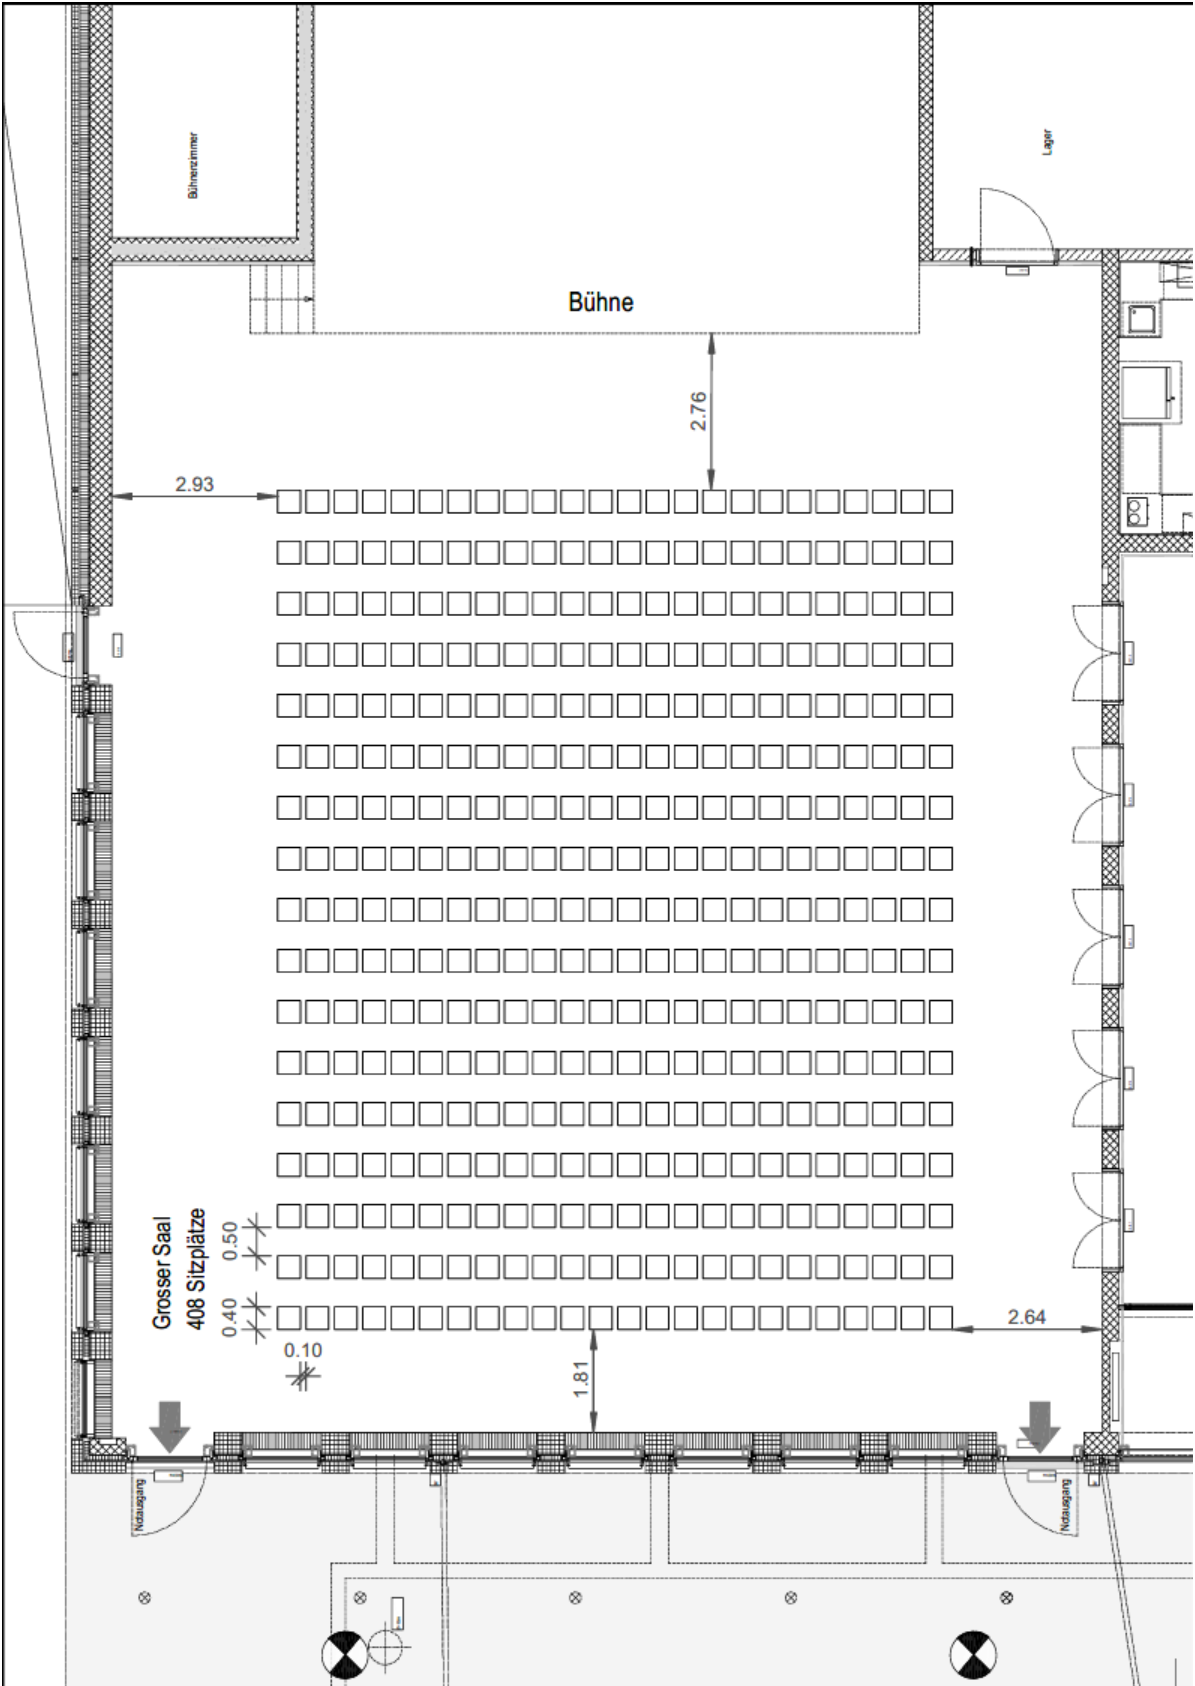 Bühnenzimmer
Lager
Bühne
2.76
2.93
Grosser Saal
408 Sitzplätze
0.50
0.40
0.10
1.81
2.64
Notausgang
Notausgang